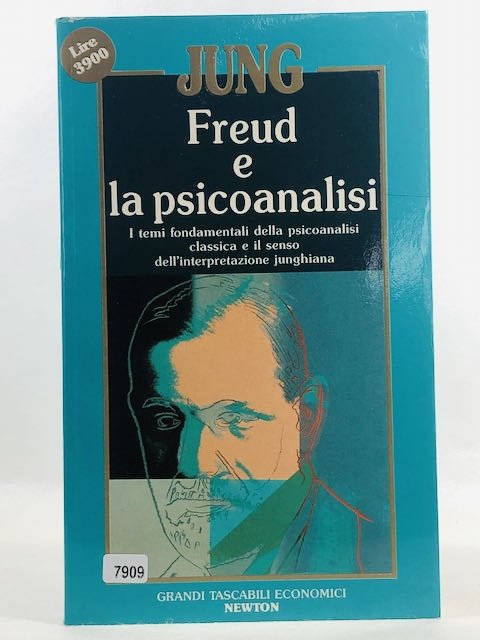 Lire
3900
JUNG
Freud
e
la psicoanalisi
I temi fondamentali della psicoanalisi
classica e il senso
dell'interpretazione junghiana
7909
GRANDI TASCABILI ECONOMICI
NEWTON